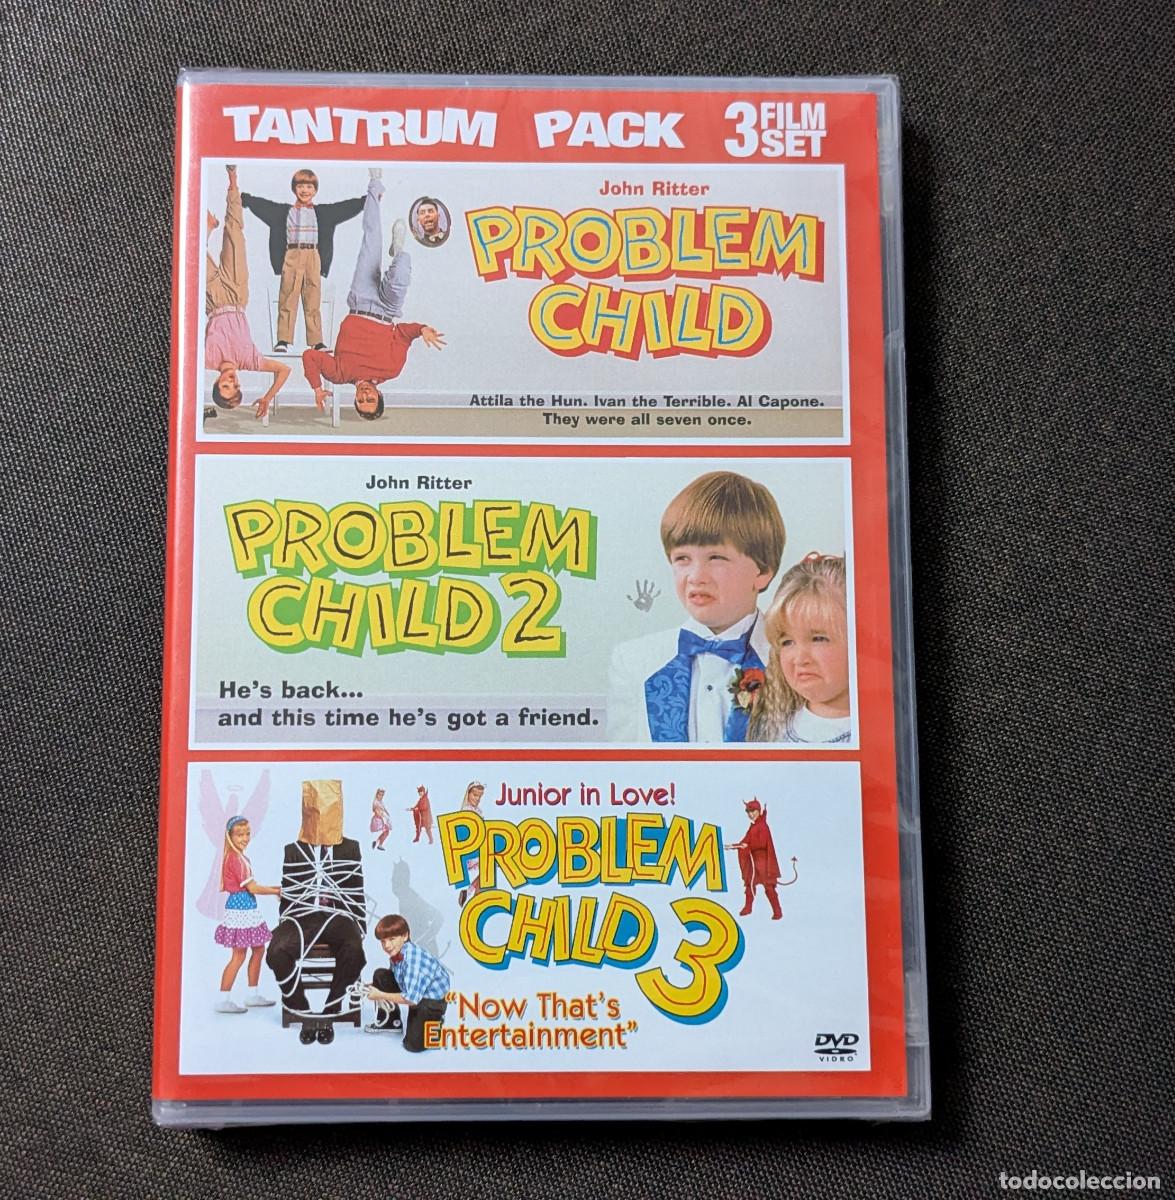 TANTRUM PACK 3 FILM SET
John Ritter
PROBLEM
CHILD
Attila the Hun. Ivan the Terrible. Al Capone.
They were all seven once.
John Ritter
PROBLEM
CHILD 2
He's back...
and this time he's got a friend.
Junior in Love!
PROBLEM
CHILD 3
"Now That's
Entertainment"
DVD
VIDEO
todocoleccion